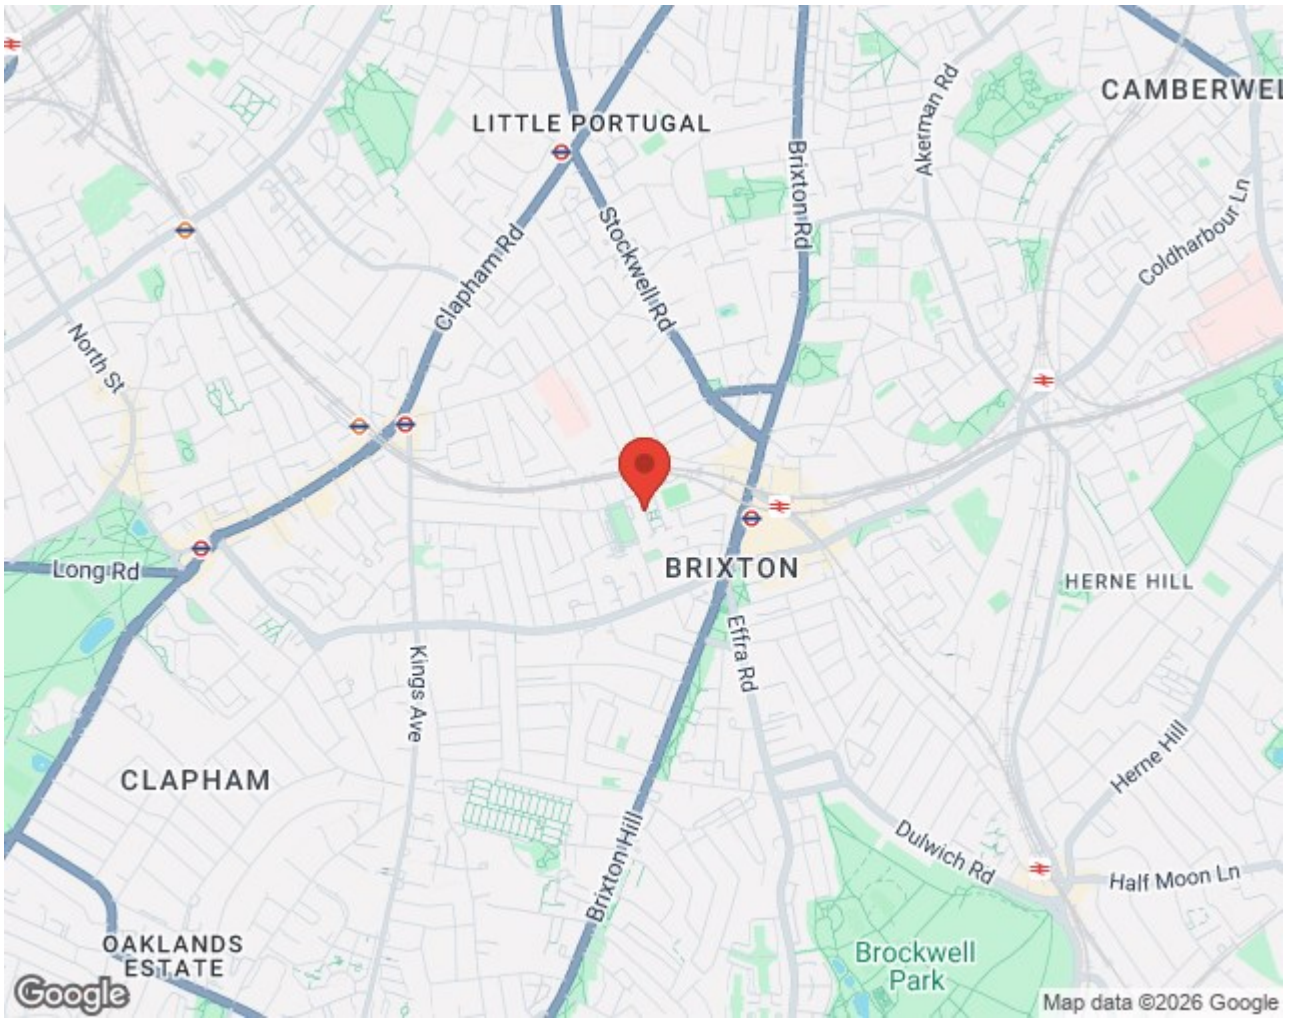 CAMBERWEL
LITTLE PORTUGAL
Akerman Rd
Brixton Rd
Coldharbour Ln
Stockwell Rd
Clapham Rd
North St
BRIXTON
Long Rd
HERNE HILL
Effra Rd
Kings Ave
Herne Hill
CLAPHAM
Dulwich Rd
Brixton Hill
Half Moon Ln
OAKLANDS
ESTATE
Brockwell
Park
Google
Map data ©2026 Google